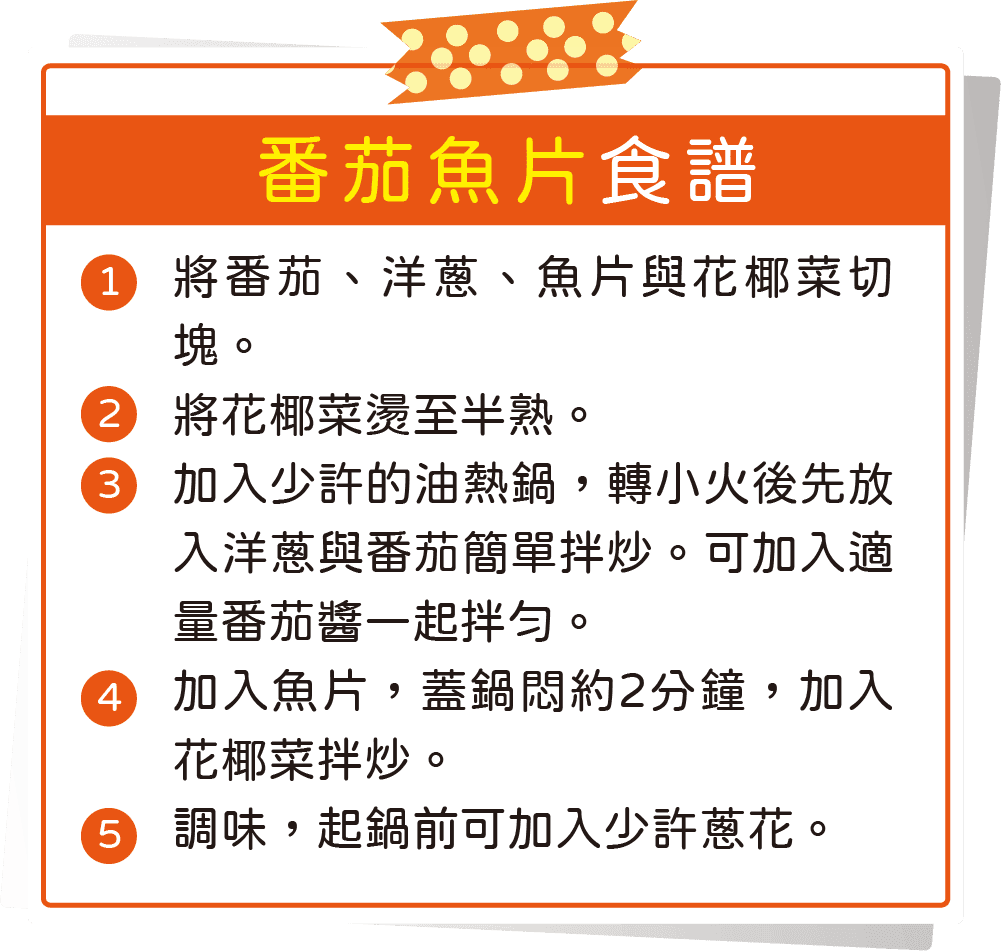 番茄魚片食譜
1 將番茄、洋蔥、魚片與花椰菜切
塊。
2 將花椰菜燙至半熟。
3 加入少許的油熱鍋，轉小火後先放
入洋蔥與番茄簡單拌炒。可加入適
量番茄醬一起拌勻。
4 加入魚片，蓋鍋悶約2分鐘，加入
花椰菜拌炒。
5 調味，起鍋前可加入少許蔥花。